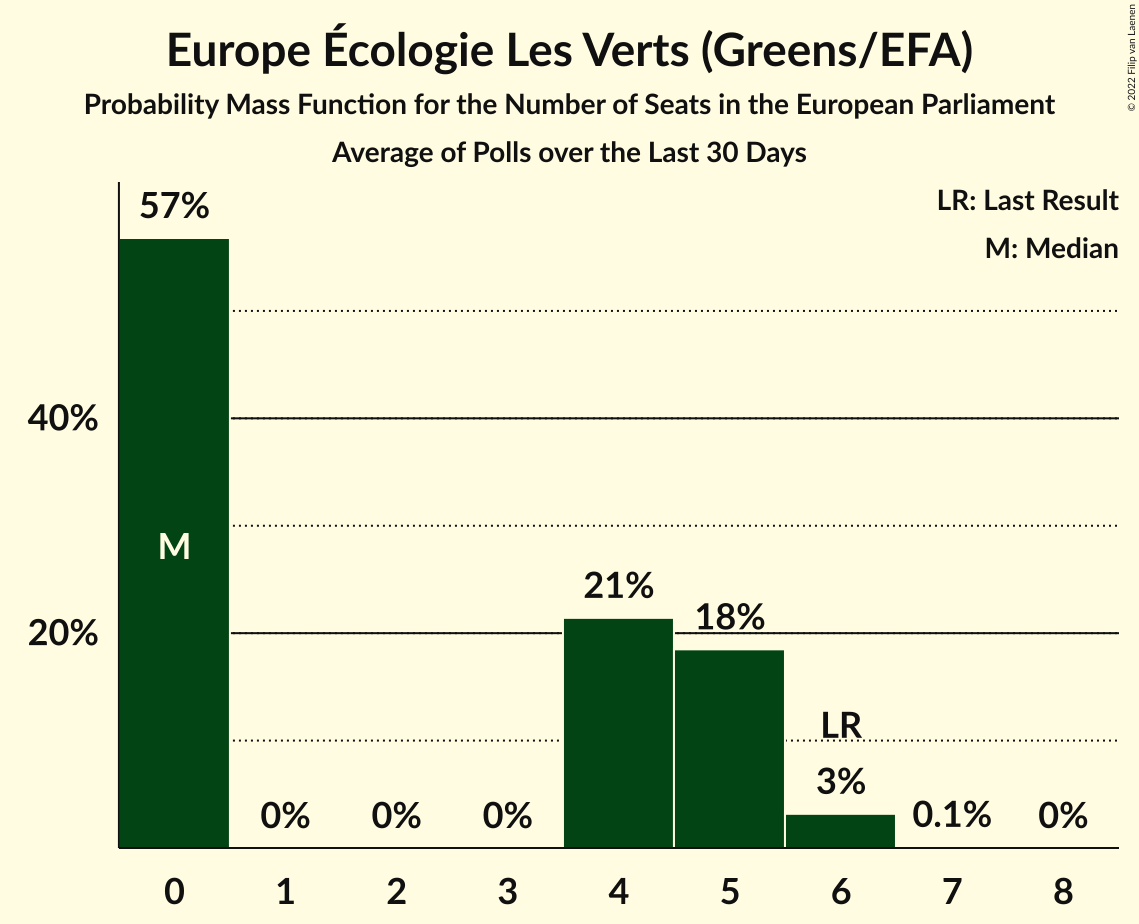 Europe Écologie Les Verts (Greens/EFA)
Probability Mass Function for the Number of Seats in the European Parliament
Average of Polls over the Last 30 Days
© 2022 Filip van Laenen
LR: Last Result
M: Median
57%
40%
M
21%
18%
20%
LR
3%
0% 0% 0% 0.1% 0%
0 1 2 3 4 5 6 7 8